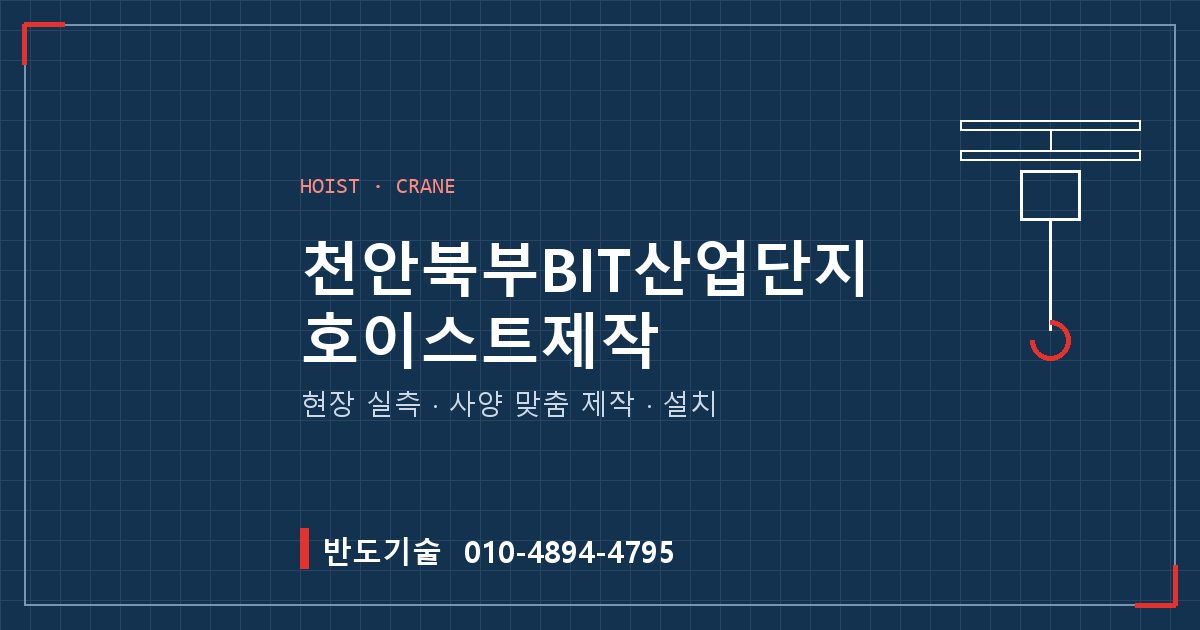 HOIST · CRANE
천안북부BIT산업단지
호이스트제작
현장 실측 · 사양 맞춤 제작 · 설치
반도기술 010-4894-4795